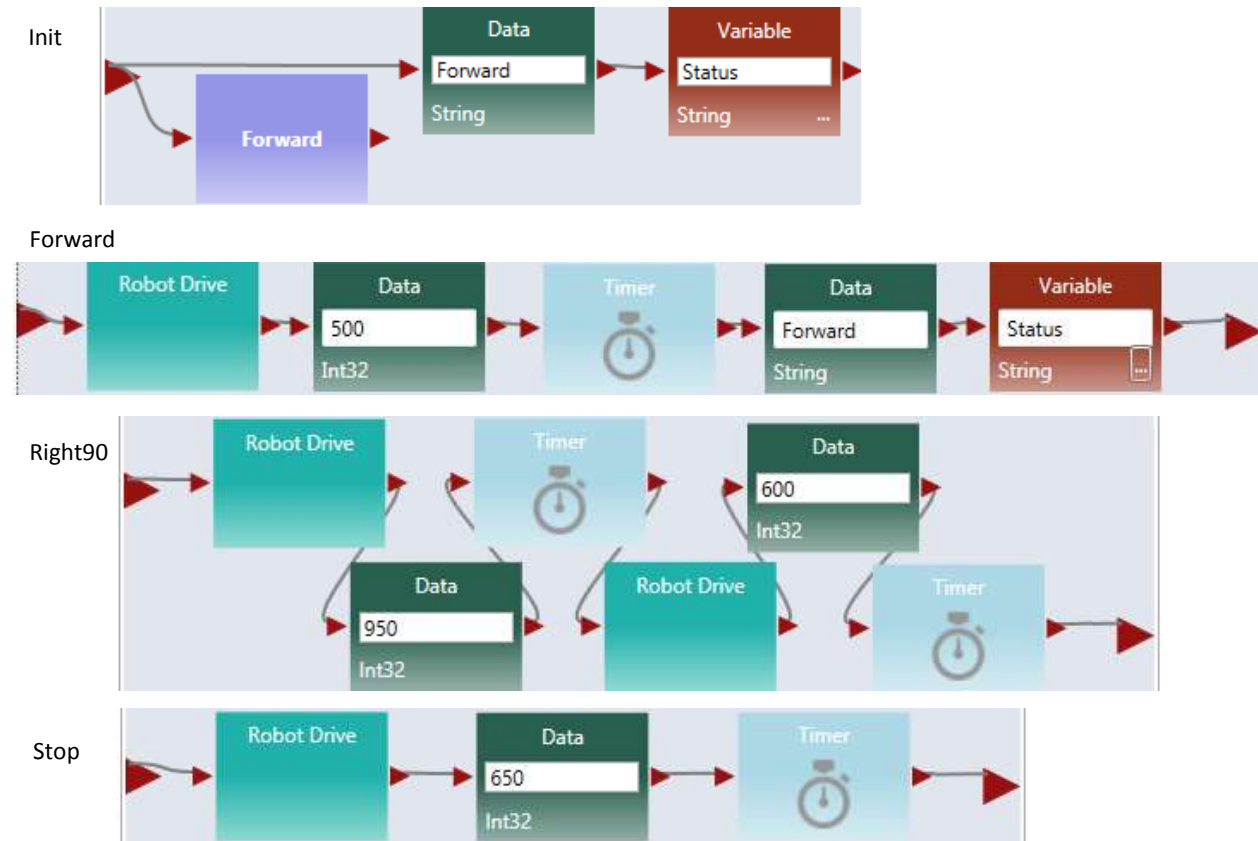 Init
Data
Forward
String
Variable
Status
String ...
Forward
Forward
Robot Drive
Data
500
Int32
Timer
Data
Forward
String
Variable
Status
String ...
Right90
Robot Drive
Timer
Data
600
Int32
Data
950
Int32
Robot Drive
Timer
Stop
Robot Drive
Data
650
Int32
Timer